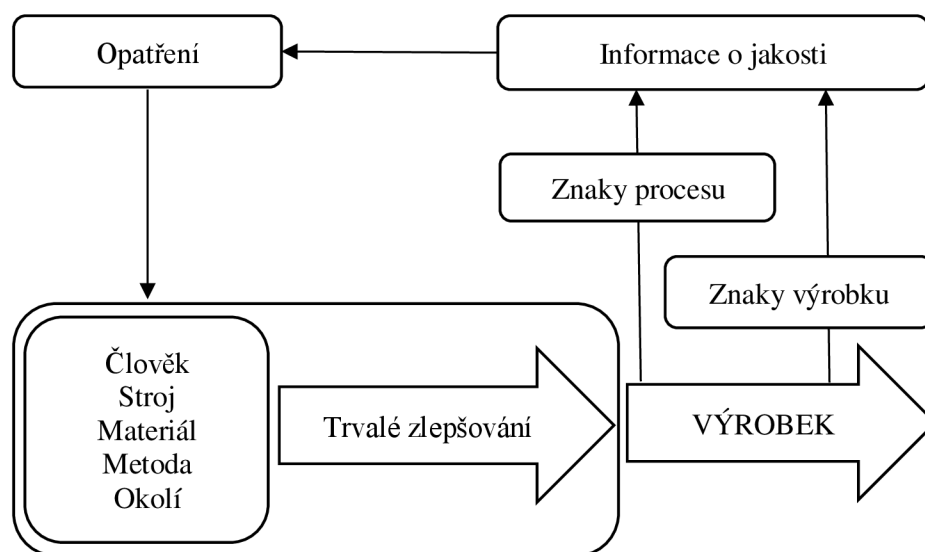 Opatření
Informace o jakosti
Znaky procesu
Znaky výrobku
Člověk
Stroj
Materiál
Metoda
Okolí
Trvalé zlepšování
VÝROBEK